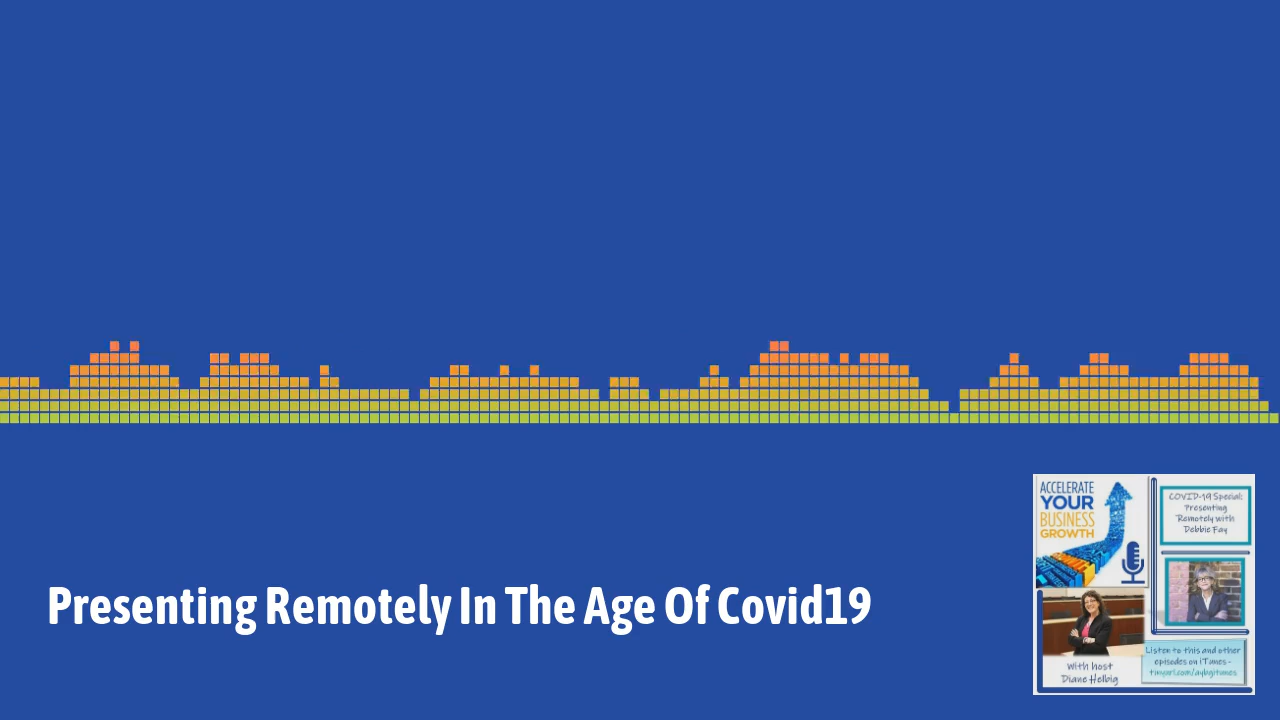 Presenting Remotely In The Age Of Covid19
ACCELERATE
YOUR
BUSINESS
GROWTH
COVID-19 Special:
Presenting
Remotely with
Debbie Fay
With host
Diane Helbig
Listen to this and other
episodes on iTunes -
tinyurl.com/aybgitunes